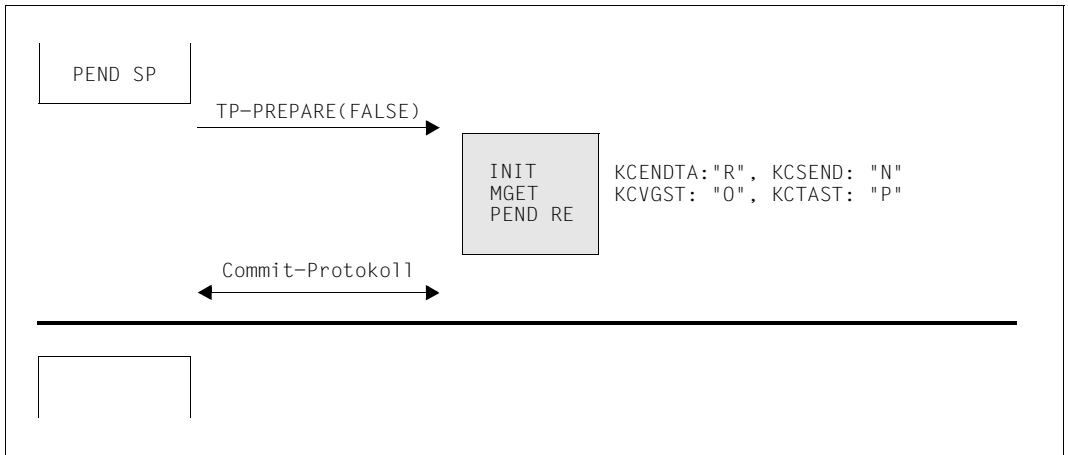 PEND SP
TP-PREPARE(FALSE)
INIT KCENDTA:"R", KCSEND: "N"
MGET KCVGST: "O", KCTAST: "P"
PEND RE
Commit-Protokoll